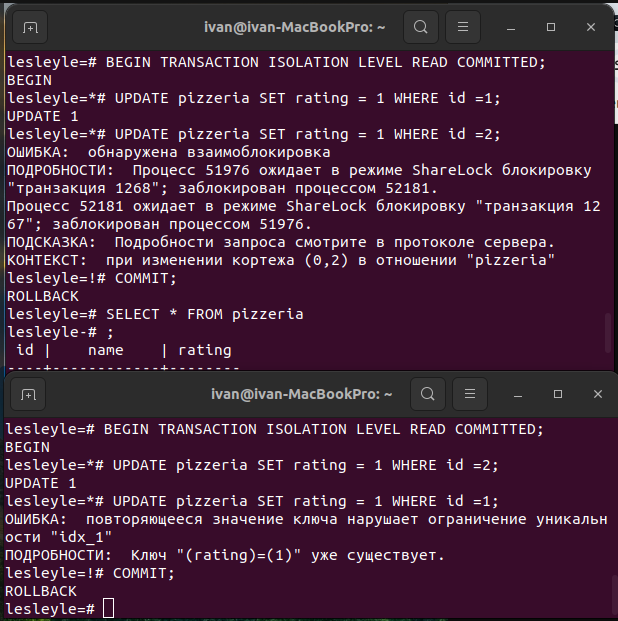 ivan@ivan-MacBookPro: ~
lesleyle=# BEGIN TRANSACTION ISOLATION LEVEL READ COMMITTED;
BEGIN
lesleyle=*# UPDATE pizzeria SET rating = 1 WHERE id =1;
UPDATE 1
lesleyle=*# UPDATE pizzeria SET rating = 1 WHERE id =2;
ОШИБКА:  обнаружена взаимоблокировка
ПОДРОБНОСТИ:  Процесс 51976 ожидает в режиме ShareLock блокировку
"транзакция 1268"; заблокирован процессом 52181.
Процесс 52181 ожидает в режиме ShareLock блокировку "транзакция 12
67"; заблокирован процессом 51976.
ПОДСКАЗКА:  Подробности запроса смотрите в протоколе сервера.
КОНТЕКСТ:  при изменении кортежа (0,2) в отношении "pizzeria"
lesleyle=!# COMMIT;
ROLLBACK
lesleyle=# SELECT * FROM pizzeria
lesleyle-# ;
 id |    name    | rating
----+------------+--------
ivan@ivan-MacBookPro: ~
lesleyle=# BEGIN TRANSACTION ISOLATION LEVEL READ COMMITTED;
BEGIN
lesleyle=*# UPDATE pizzeria SET rating = 1 WHERE id =2;
UPDATE 1
lesleyle=*# UPDATE pizzeria SET rating = 1 WHERE id =1;
ОШИБКА:  повторяющееся значение ключа нарушает ограничение уникальн
ости "idx_1"
ПОДРОБНОСТИ:  Ключ "(rating)=(1)" уже существует.
lesleyle=!# COMMIT;
ROLLBACK
lesleyle=#